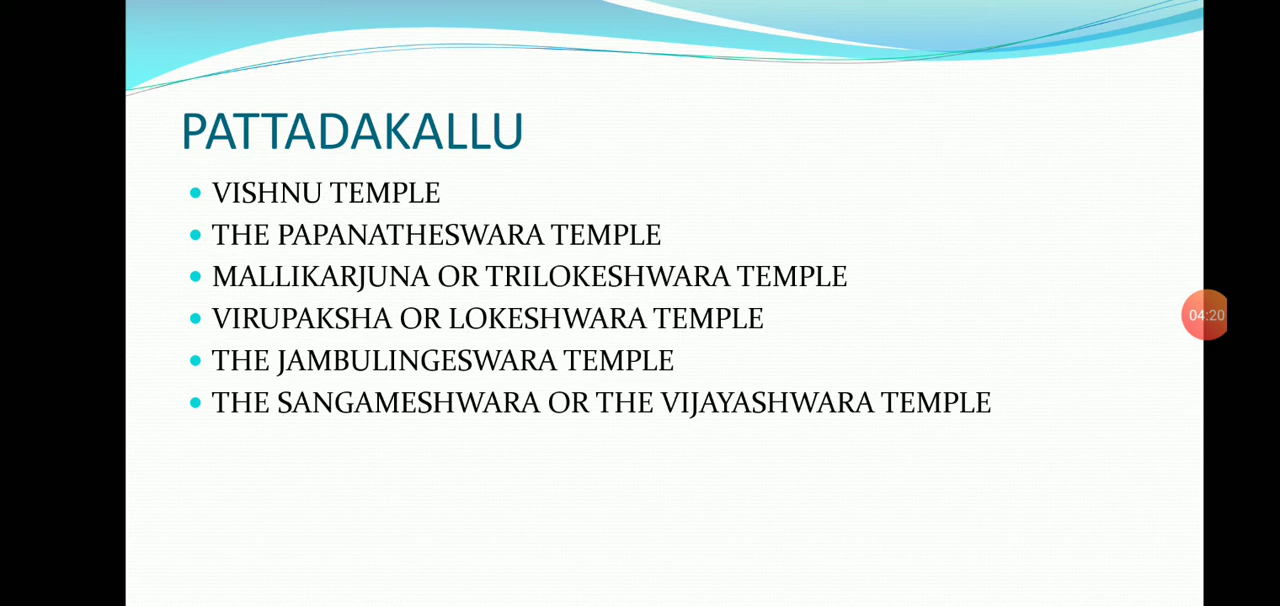 PATTADAKALLU
VISHNU TEMPLE
THE PAPANATHESWARA TEMPLE
MALLIKARJUNA OR TRILOKESHWARA TEMPLE
VIRUPAKSHA OR LOKESHWARA TEMPLE
THE JAMBULINGESWARA TEMPLE
THE SANGAMESHWARA OR THE VIJAYASHWARA TEMPLE
04:20